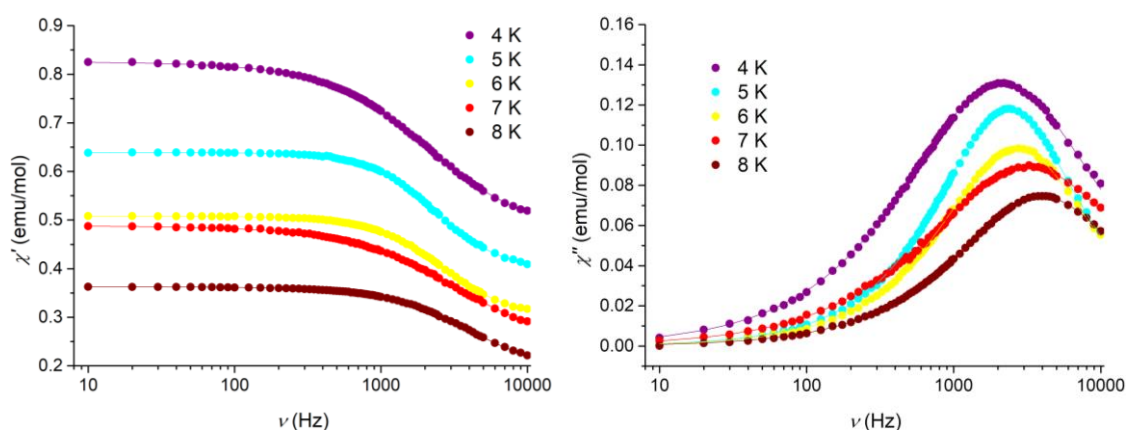 0.9
0.8
0.7
0.6
0.5
0.4
0.3
0.2
χ′ (emu/mol)
4 K
5 K
6 K
7 K
8 K
10 100 1000 10000
ν (Hz)
0.16
0.14
0.12
0.10
0.08
0.06
0.04
0.02
0.00
χ″ (emu/mol)
4 K
5 K
6 K
7 K
8 K
10 100 1000 10000
ν (Hz)